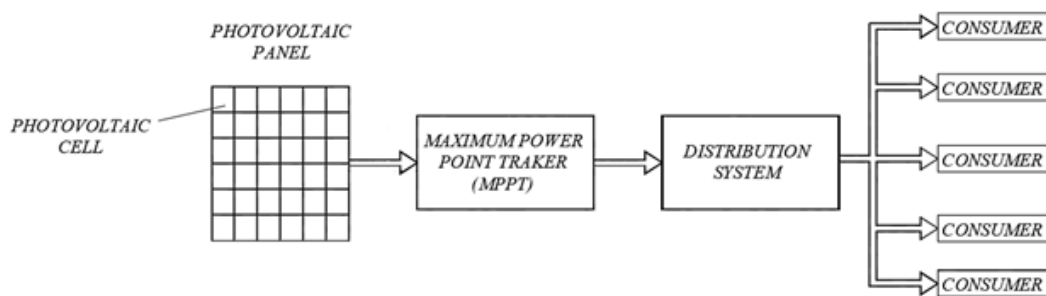 PHOTOVOLTAIC
PANEL
PHOTOVOLTAIC
CELL
MAXIMUM POWER
POINT TRAKER
(MPPT)
DISTRIBUTION
SYSTEM
CONSUMER
CONSUMER
CONSUMER
CONSUMER
CONSUMER